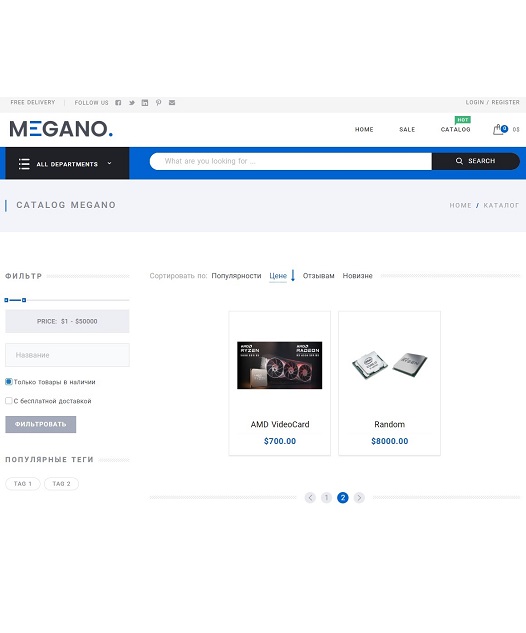 FREE DELIVERY
FOLLOW US
LOGIN / REGISTER
MEGANO.
HOME
SALE
HOT
CATALOG
0
0$
ALL DEPARTMENTS
What are you looking for ...
SEARCH
CATALOG MEGANO
HOME / КАТАЛОГ
ФИЛЬТР
Сортировать по: Популярности Цене Отзывам Новизне
PRICE: $1 - $50000
Название
Только товары в наличии
С бесплатной доставкой
ФИЛЬТРОВАТЬ
ПОПУЛЯРНЫЕ ТЕГИ
TAG 1
TAG 2
AMD RYZEN
AMD RADEON
AMD VideoCard
$700.00
Random
$8000.00
1 2